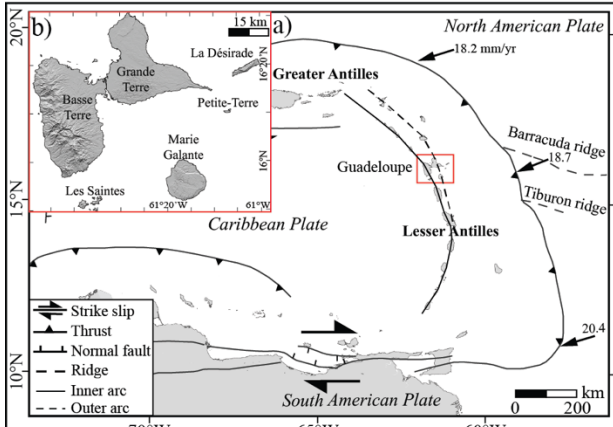 20°N
15°N
10°N
b)
15 km
La Désirade
Grande
Terre
Basse
Terre
Petite-Terre
Marie
Galante
Les Saintes
16°20'N
16°N
61°20'W
61°W
a)
North American Plate
18.2 mm/yr
Greater Antilles
Barracuda ridge
18.7
Guadeloupe
Tiburon ridge
Caribbean Plate
Lesser Antilles
20.4
Strike slip
Thrust
Normal fault
Ridge
Inner arc
Outer arc
South American Plate
km
0
200
70°W
65°W
60°W